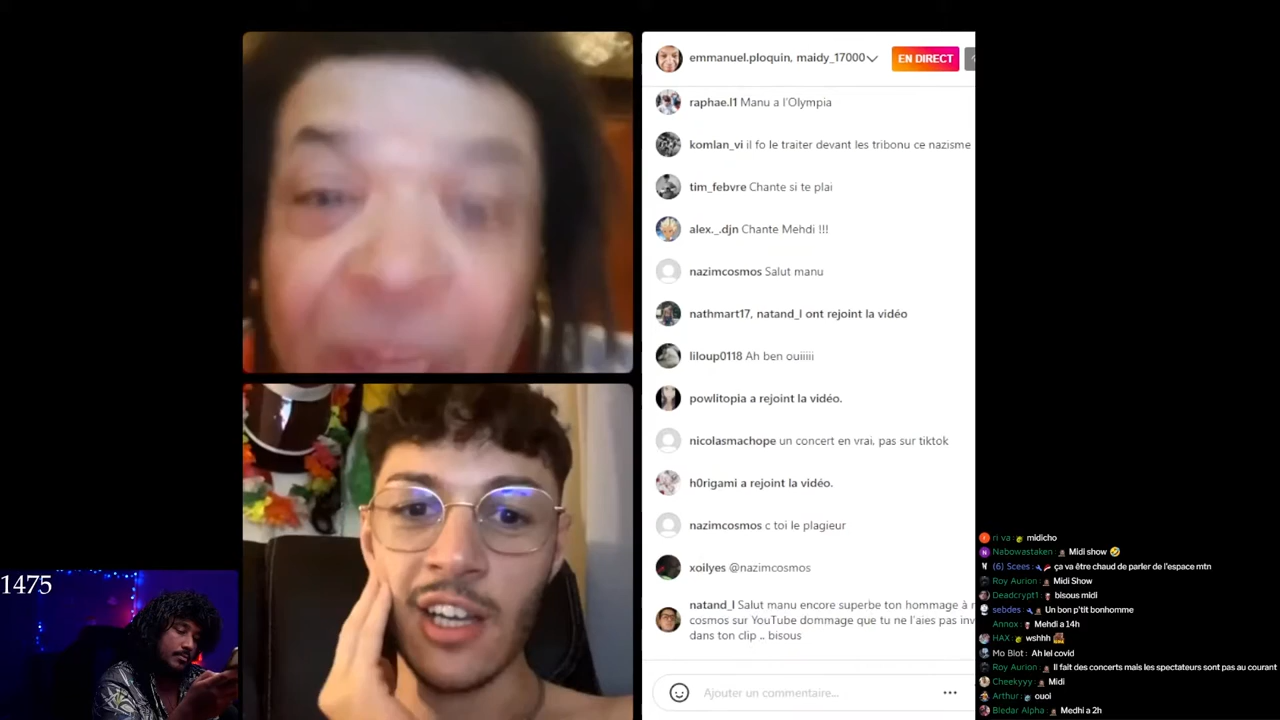 emmanuel.ploquin, maidy_17000
EN DIRECT
raphae.l1 Manu a l'Olympia
komlan_vi il fo le traiter devant les tribonu ce nazisme
tim_febvre Chante si te plai
alex._.djn Chante Mehdi !!!
nazimcosmos Salut manu
nathmart17, natand_l ont rejoint la vidéo
liloup0118 Ah ben ouiiiii
powlitopia a rejoint la vidéo.
nicolasmachope un concert en vrai, pas sur tiktok
h0rigami a rejoint la vidéo.
nazimcosmos c toi le plagieur
xoilyes @nazimcosmos
natand_l Salut manu encore superbe ton hommage à
cosmos sur YouTube dommage que tu ne l'aies pas
dans ton clip .. bisous
Ajouter un commentaire...
1475
ri va : midicho
Nabowastaken : Midi show 🤣
(6) Scees : ça va être chaud de parler de l'espace mtn
Roy Aurion : Midi Show
Deadcrypt1 : bisous midi
sebdes : Un bon p'tit bonhomme
Annox : Mehdi a 14h
HAX : wshhh
Mo Blot : Ah lel covid
Roy Aurion : Il fait des concerts mais les spectateurs sont pas au courant
Cheekyyy : Midi
Arthur : ouoi
Bledar Alpha : Medhi a 2h